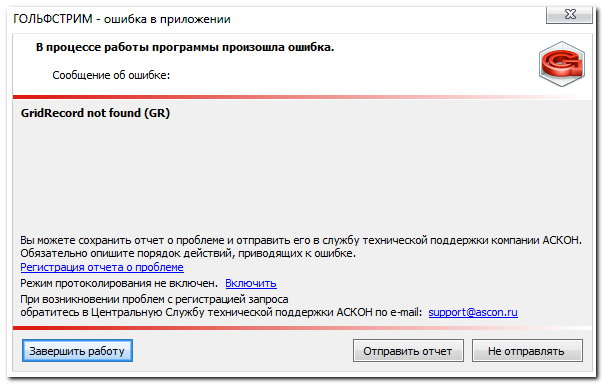 ГОЛЬФСТРИМ - ошибка в приложении
В процессе работы программы произошла ошибка.
Сообщение об ошибке:
GridRecord not found (GR)
Вы можете сохранить отчет о проблеме и отправить его в службу технической поддержки компании АСКОН.
Обязательно опишите порядок действий, приводящих к ошибке.
Регистрация отчета о проблеме
Режим протоколирования не включен. Включить
При возникновении проблем с регистрацией запроса
обратитесь в Центральную Службу технической поддержки АСКОН по e-mail: support@ascon.ru
Завершить работу Отправить отчет Не отправлять